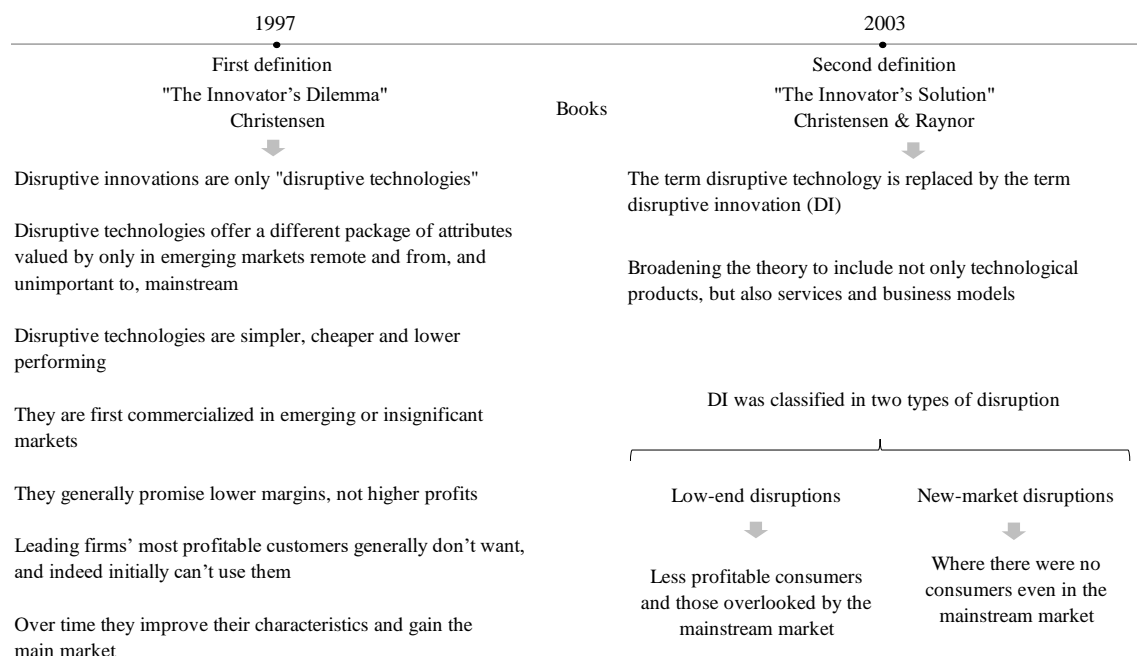 1997
2003
First definition
"The Innovator’s Dilemma"
Christensen
Books
Second definition
"The Innovator’s Solution"
Christensen & Raynor
Disruptive innovations are only "disruptive technologies"
Disruptive technologies offer a different package of attributes
valued by only in emerging markets remote and from, and
unimportant to, mainstream
Disruptive technologies are simpler, cheaper and lower
performing
They are first commercialized in emerging or insignificant
markets
They generally promise lower margins, not higher profits
Leading firms’ most profitable customers generally don’t want,
and indeed initially can’t use them
Over time they improve their characteristics and gain the
main market
The term disruptive technology is replaced by the term
disruptive innovation (DI)
Broadening the theory to include not only technological
products, but also services and business models
DI was classified in two types of disruption
Low-end disruptions
Less profitable consumers
and those overlooked by the
mainstream market
New-market disruptions
Where there were no
consumers even in the
mainstream market